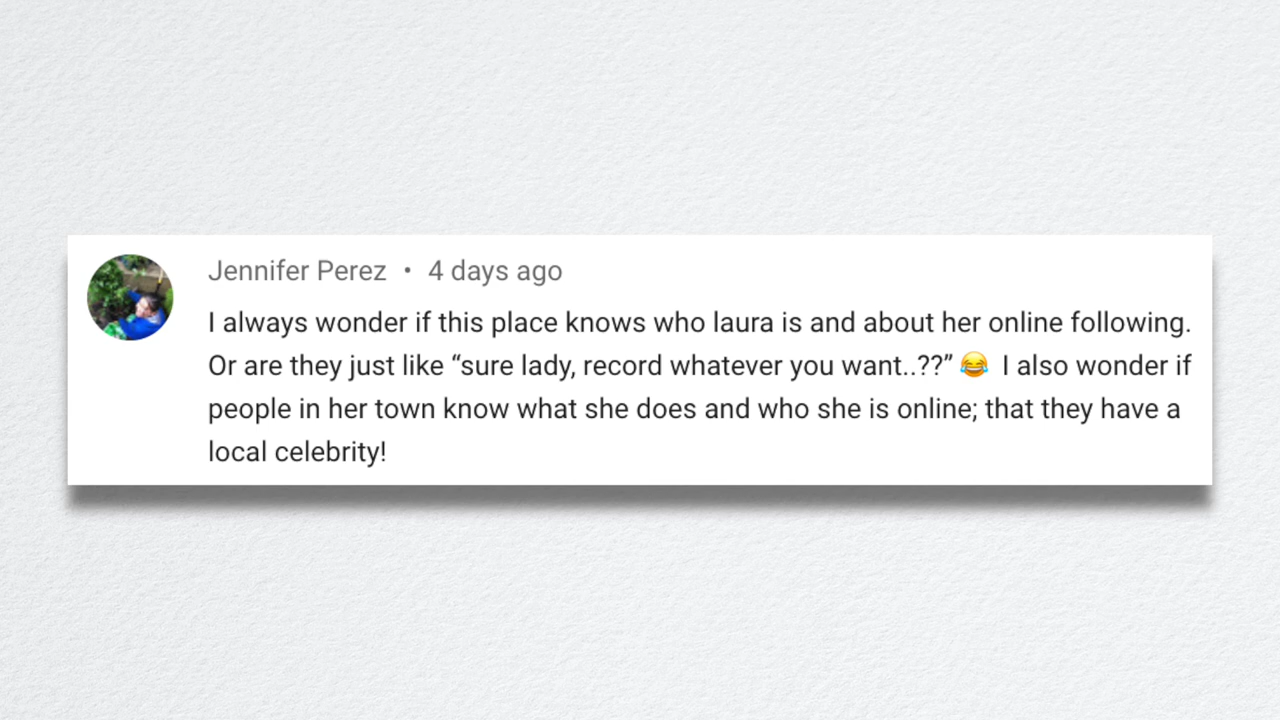 Jennifer Perez • 4 days ago
I always wonder if this place knows who laura is and about her online following.
Or are they just like “sure lady, record whatever you want..??” 😂 I also wonder if
people in her town know what she does and who she is online; that they have a
local celebrity!